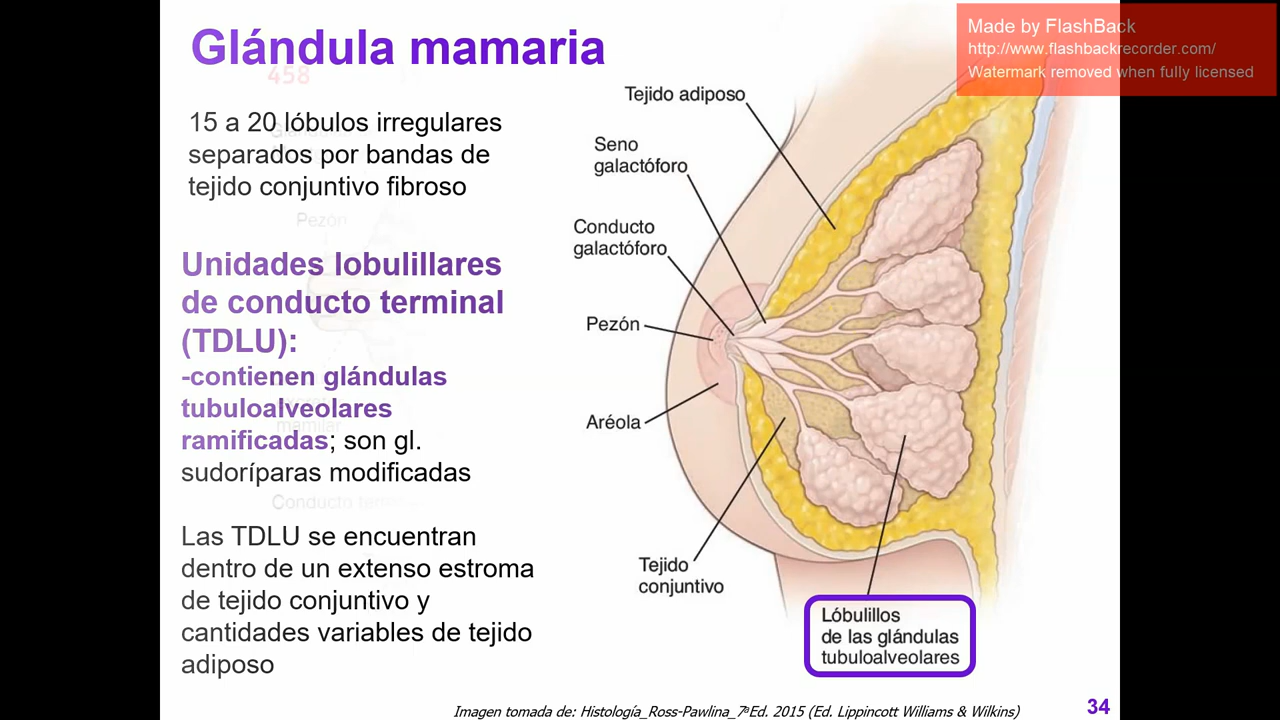 Glándula mamaria
458
15 a 20 lóbulos irregulares
separados por bandas de
tejido conjuntivo fibroso
Pezón
Unidades lobulillares
de conducto terminal
(TDLU):
-contienen glándulas
tubuloalveolares
ramificadas; son gl.
sudoríparas modificadas
mamilar
Conducto
Las TDLU se encuentran
dentro de un extenso estroma
de tejido conjuntivo y
cantidades variables de tejido
adiposo
Tejido adiposo
Seno
galactóforo
Conducto
galactóforo
Pezón
Aréola
Tejido
conjuntivo
Lóbulillos
de las glándulas
tubuloalveolares
Made by FlashBack
http://www.flashbackrecorder.com/
Watermark removed when fully licensed
Imagen tomada de: Histología_Ross-Pawlina_7ªEd. 2015 (Ed. Lippincott Williams & Wilkins)
34